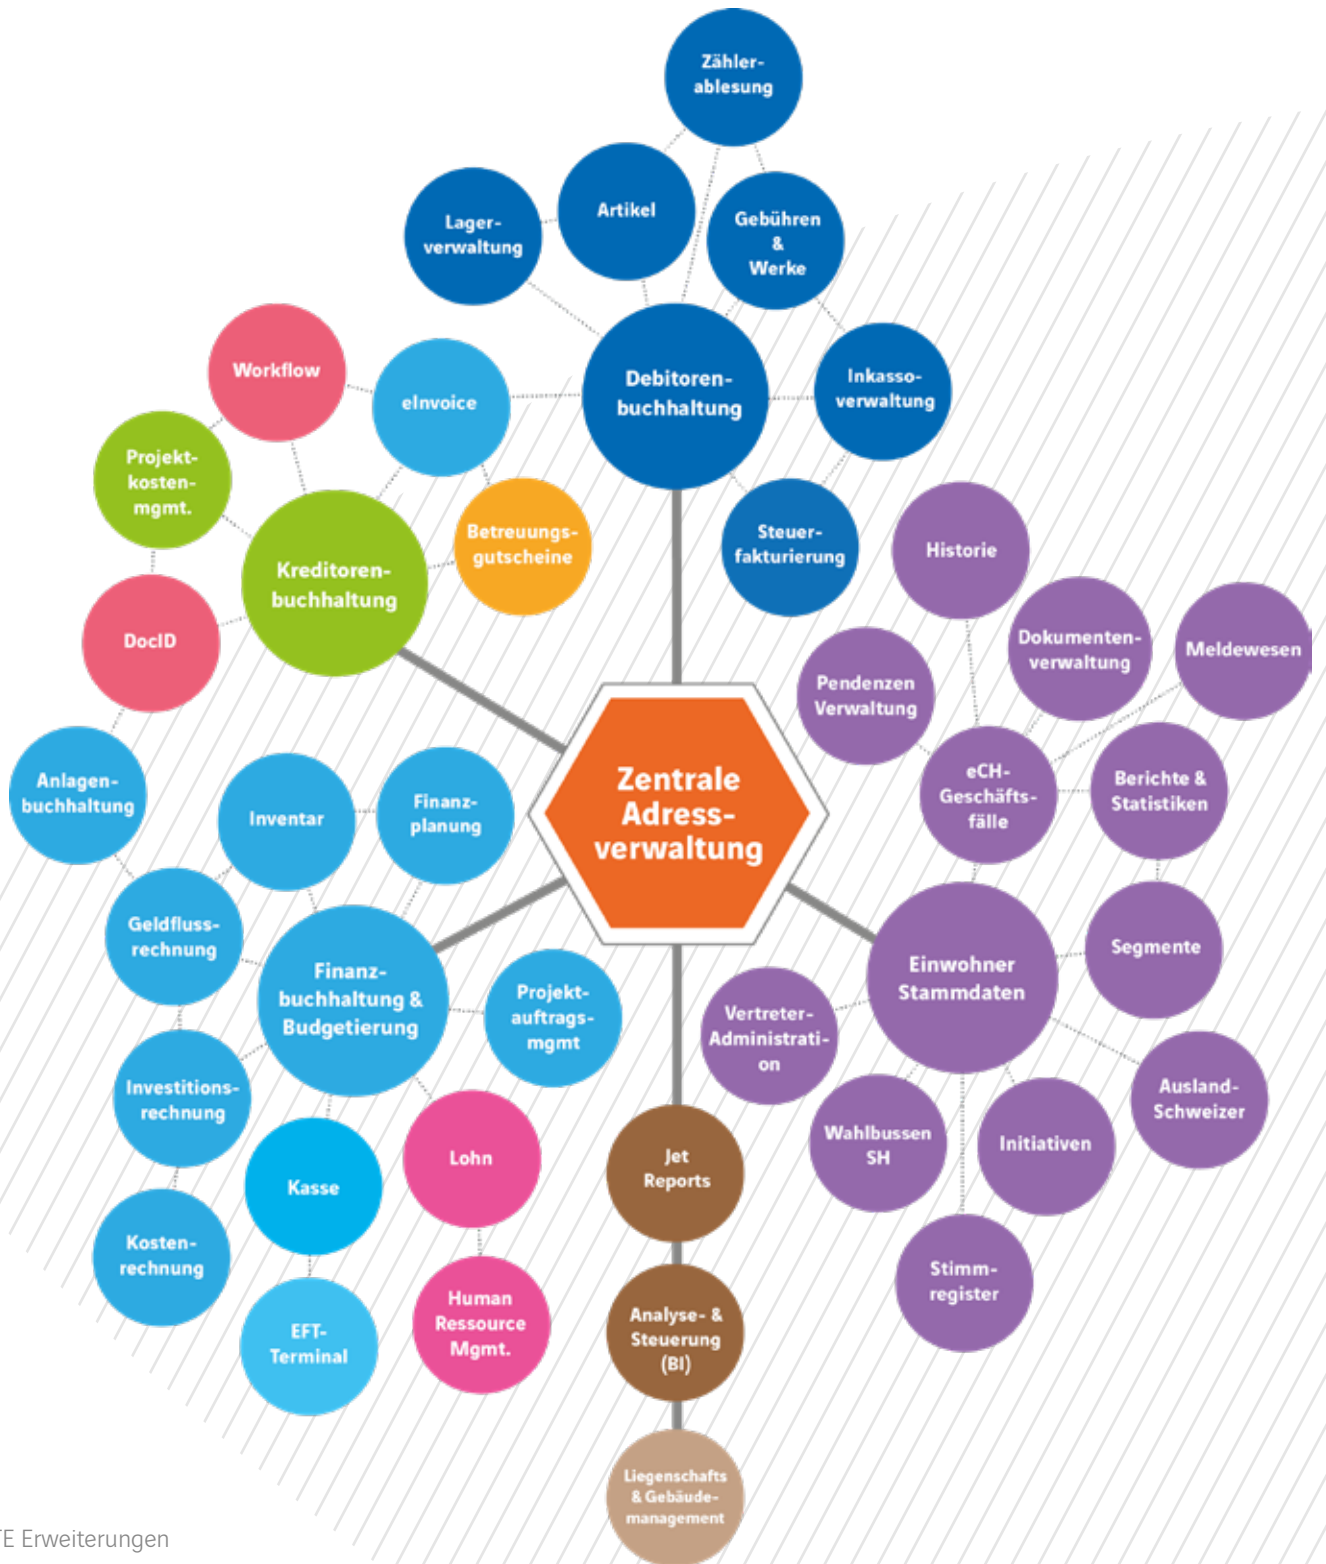 Zähler-
ablesung
Artikel
Lager-
verwaltung
Gebühren
&
Werke
Debitoren-
buchhaltung
Inkasso-
verwaltung
Steuer-
fakturierung
Workflow
eInvoice
Projekt-
kosten-
mgmt.
Kreditoren-
buchhaltung
Betreuungs-
gutscheine
DocID
Historie
Dokumenten-
verwaltung
Meldewesen
Pendenzen
Verwaltung
eCH-
Geschäfts-
fälle
Berichte &
Statistiken
Zentrale
Adress-
verwaltung
Anlagen-
buchhaltung
Inventar
Finanz-
planung
Geldfluss-
rechnung
Finanz-
buchhaltung &
Budgetierung
Projekt-
auftrags-
mgmt
Einwohner
Stammdaten
Segmente
Vertreter-
Administrati-
on
Ausland-
Schweizer
Wahlbussen
SH
Initiativen
Stimm-
register
Investitions-
rechnung
Kosten-
rechnung
Kasse
EFT-
Terminal
Lohn
Human
Ressource
Mgmt.
Jet
Reports
Analyse- &
Steuerung
(BI)
Liegenschafts
& Gebäude-
management
Erweiterungen